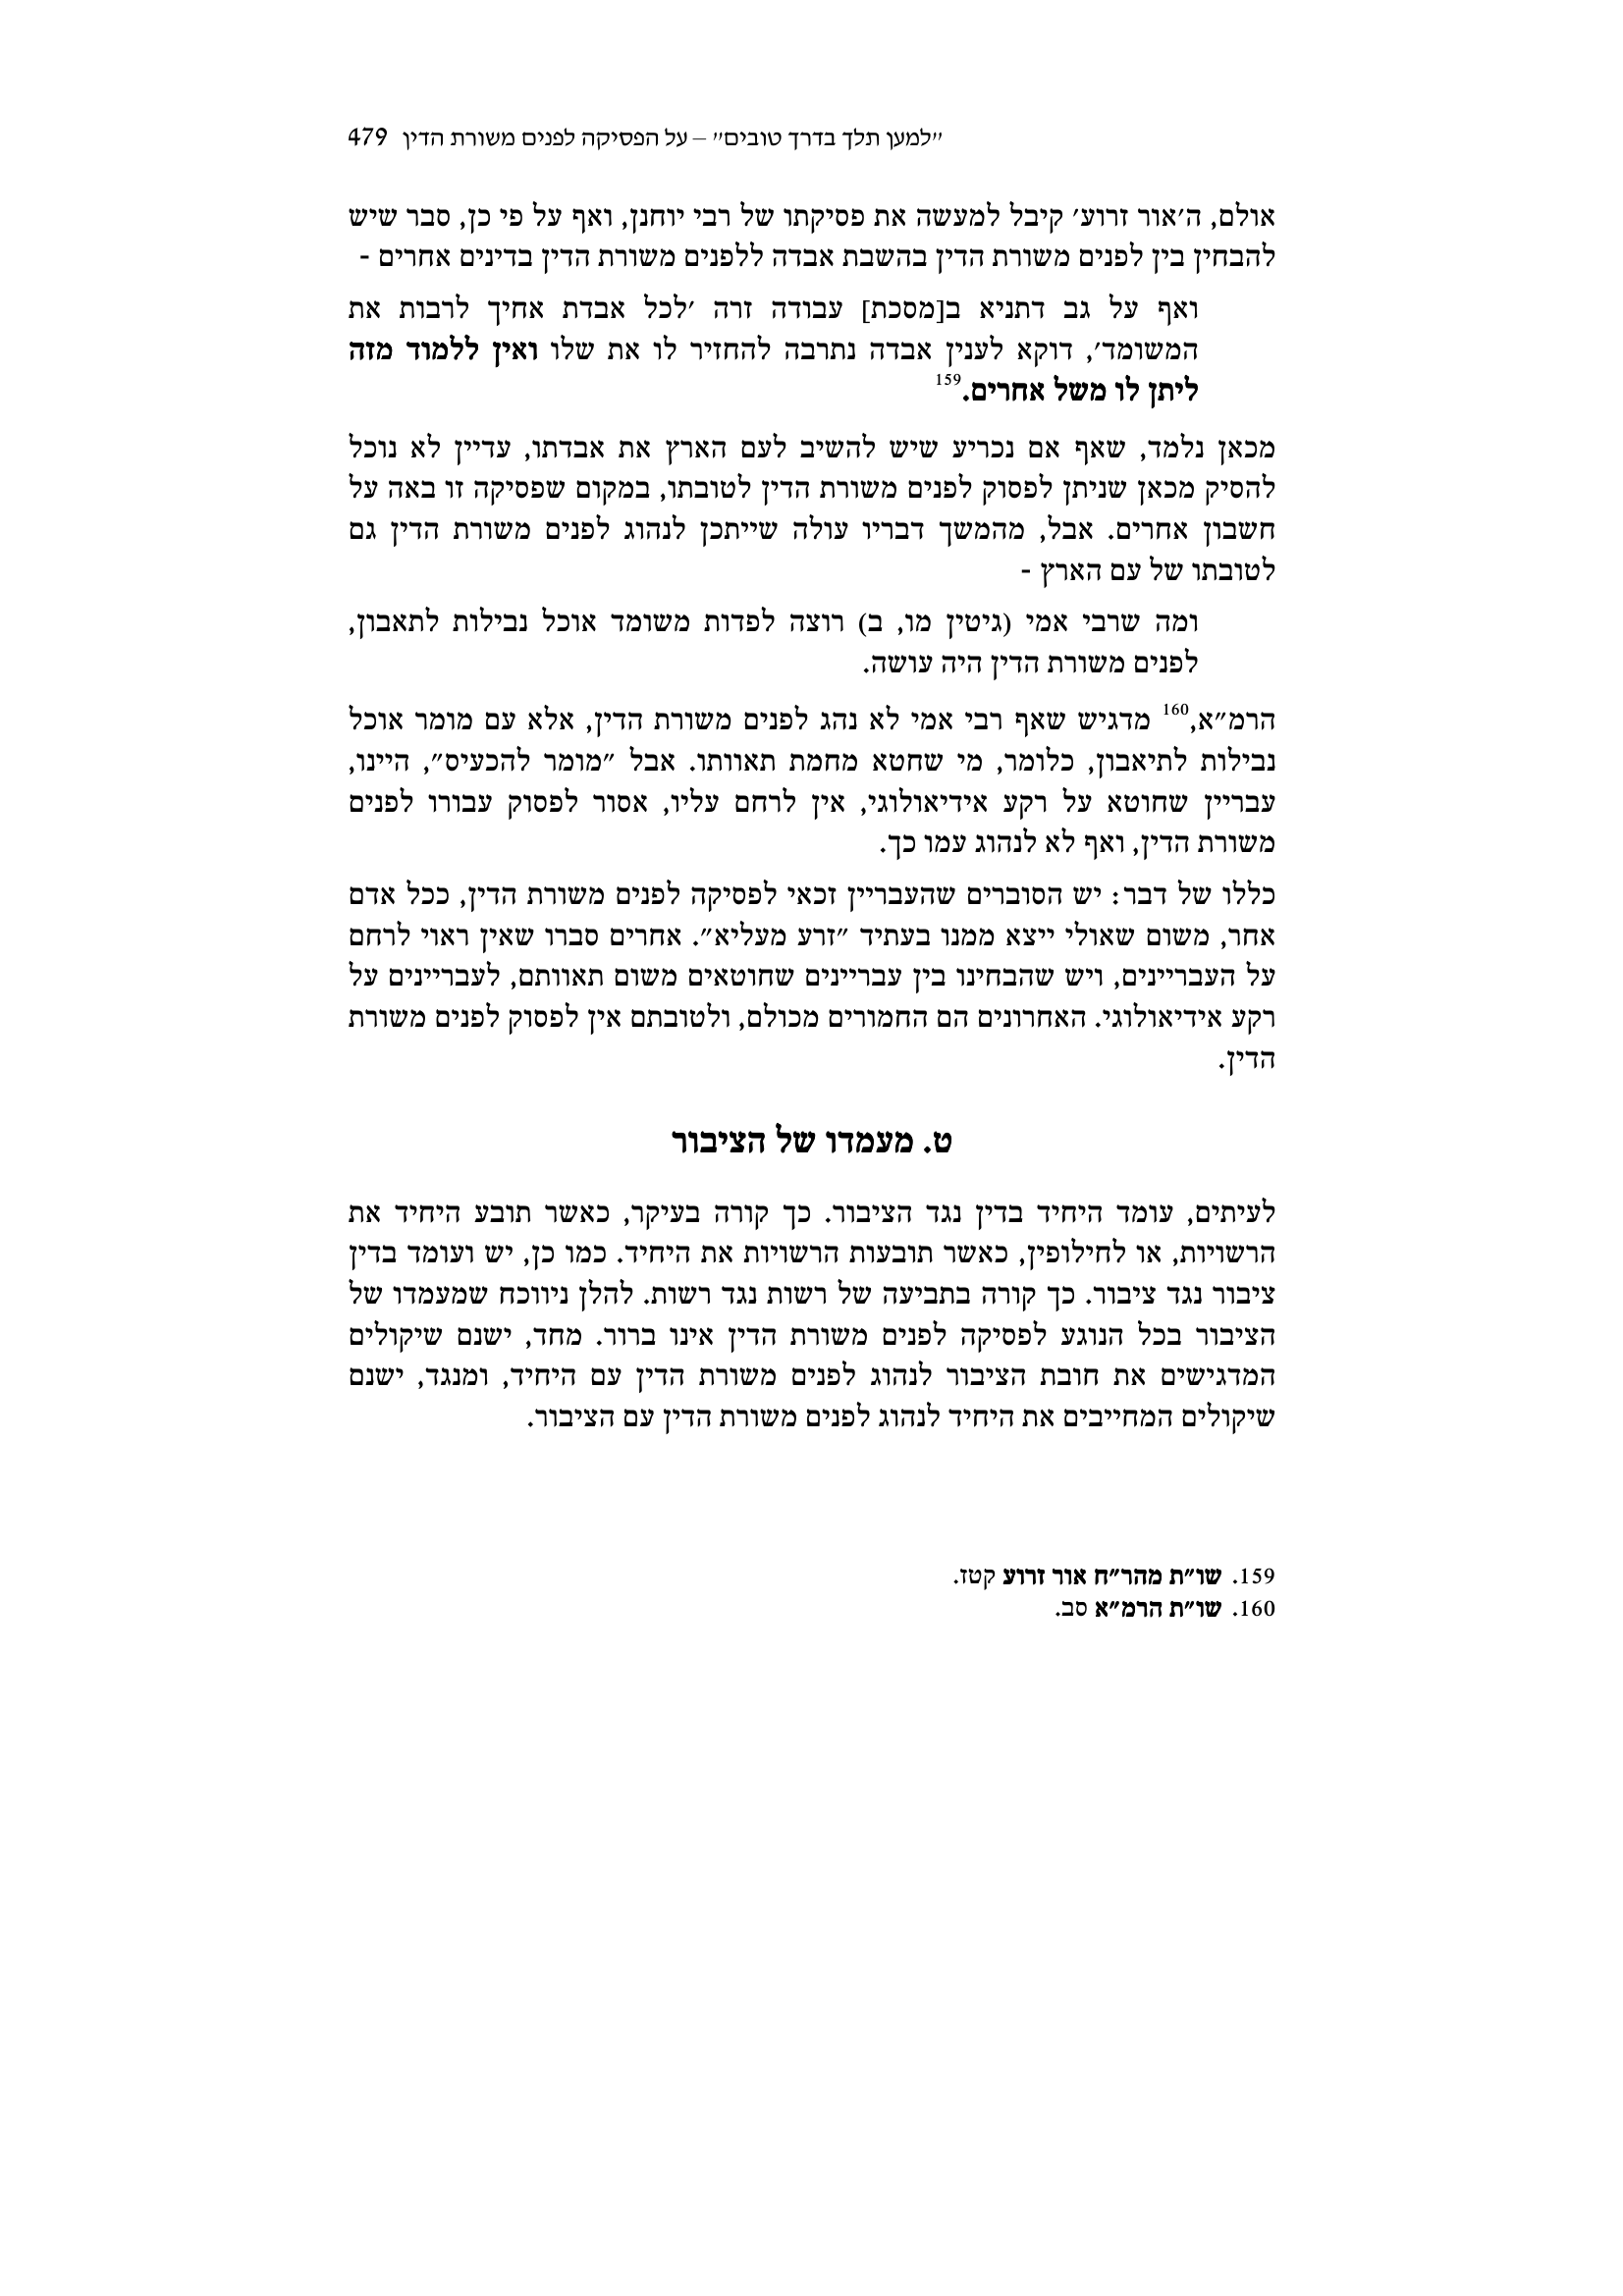 ״למען תלך בדרך טובים״ – על הפסיקה לפנים משורת הדין 479
אולם, ה׳אור זרוע׳ קיבל למעשה את פסיקתו של רבי יוחנן, ואף על פי כן, סבר שיש
להבחין בין לפנים משורת הדין בהשבת אבדה ללפנים משורת הדין בדינים אחרים -
ואף על גב דתניא ב[מסכת] עבודה זרה ׳לכל אבדת אחיך לרבות את
המשומד׳, דוקא לענין אבדה נתרבה להחזיר לו את שלו ואין ללמוד מזה
ליתן לו משל אחרים.159
מכאן נלמד, שאף אם נכריע שיש להשיב לעם הארץ את אבדתו, עדיין לא נוכל
להסיק מכאן שניתן לפסוק לפנים משורת הדין לטובתו, במקום שפסיקה זו באה על
חשבון אחרים. אבל, מהמשך דבריו עולה שייתכן לנהוג לפנים משורת הדין גם
לטובתו של עם הארץ -
ומה שרבי אמי (גיטין מו, ב) רוצה לפדות משומד אוכל נבילות לתאבון,
לפנים משורת הדין היה עושה.
הרמ״א,160 מדגיש שאף רבי אמי לא נהג לפנים משורת הדין, אלא עם מומר אוכל
נבילות לתיאבון, כלומר, מי שחטא מחמת תאוותו. אבל ״מומר להכעיס״, היינו,
עבריין שחוטא על רקע אידיאולוגי, אין לרחם עליו, אסור לפסוק עבורו לפנים
משורת הדין, ואף לא לנהוג עמו כך.
כללו של דבר: יש הסוברים שהעבריין זכאי לפסיקה לפנים משורת הדין, ככל אדם
אחר, משום שאולי ייצא ממנו בעתיד ״זרע מעליא״. אחרים סברו שאין ראוי לרחם
על העבריינים, ויש שהבחינו בין עבריינים שחוטאים משום תאוותם, לעבריינים על
רקע אידיאולוגי. האחרונים הם החמורים מכולם, ולטובתם אין לפסוק לפנים משורת
הדין.
ט. מעמדו של הציבור
לעיתים, עומד היחיד בדין נגד הציבור. כך קורה בעיקר, כאשר תובע היחיד את
הרשויות, או לחילופין, כאשר תובעות הרשויות את היחיד. כמו כן, יש ועומד בדין
ציבור נגד ציבור. כך קורה בתביעה של רשות נגד רשות. להלן ניווכח שמעמדו של
הציבור בכל הנוגע לפסיקה לפנים משורת הדין אינו ברור. מחד, ישנם שיקולים
המדגישים את חובת הציבור לנהוג לפנים משורת הדין עם היחיד, ומנגד, ישנם
שיקולים המחייבים את היחיד לנהוג לפנים משורת הדין עם הציבור.
159. שו״ת מהר״ח אור זרוע קטז.
160. שו״ת הרמ״א סב.